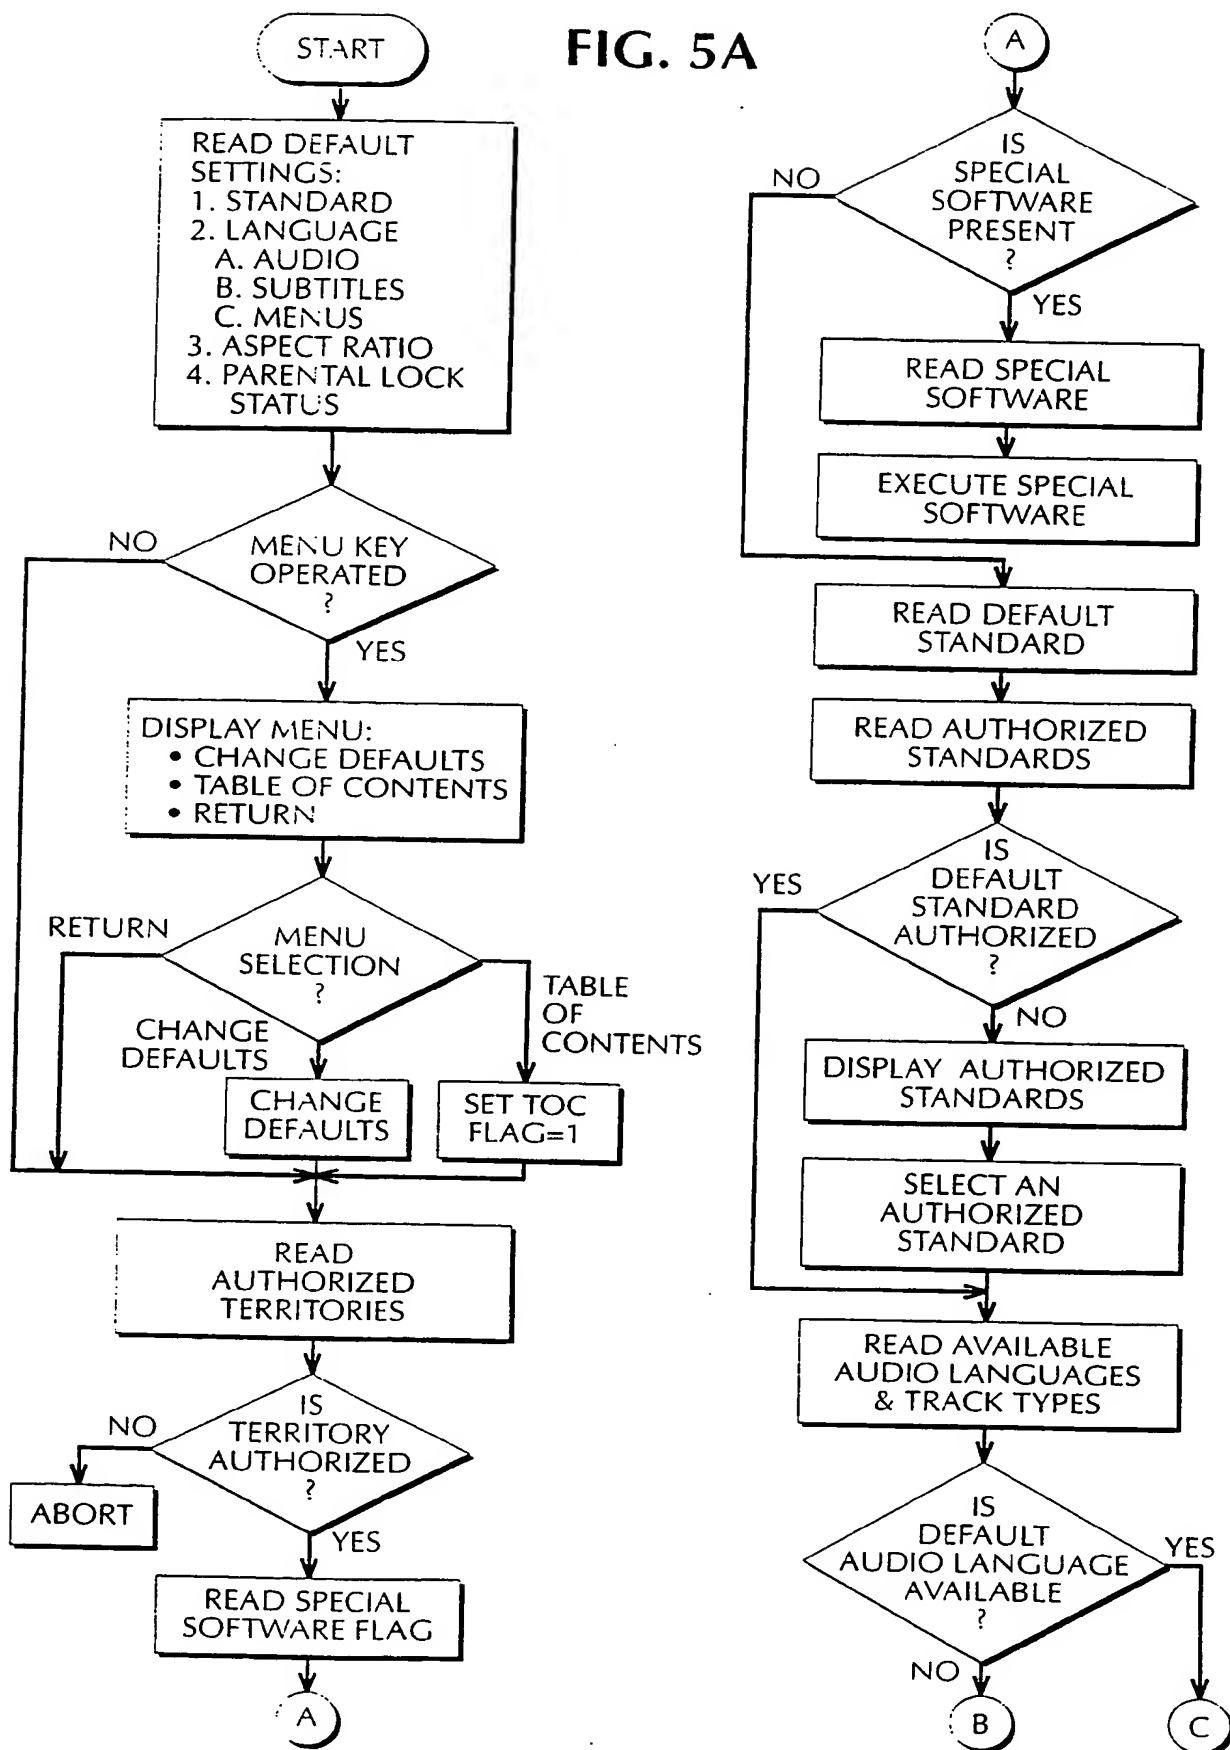 FIG. 5A
START
READ DEFAULT
SETTINGS:
1. STANDARD
2. LANGUAGE
A. AUDIO
B. SUBTITLES
C. MENUS
3. ASPECT RATIO
4. PARENTAL LOCK
STATUS
NO
MENU KEY
OPERATED
?
YES
DISPLAY MENU:
• CHANGE DEFAULTS
• TABLE OF CONTENTS
• RETURN
RETURN
MENU
SELECTION
?
CHANGE
DEFAULTS
TABLE
OF
CONTENTS
CHANGE
DEFAULTS
SET TOC
FLAG=1
READ
AUTHORIZED
TERRITORIES
NO
IS
TERRITORY
AUTHORIZED
?
ABORT
YES
READ SPECIAL
SOFTWARE FLAG
A
A
NO
IS
SPECIAL
SOFTWARE
PRESENT
?
YES
READ SPECIAL
SOFTWARE
EXECUTE SPECIAL
SOFTWARE
READ DEFAULT
STANDARD
READ AUTHORIZED
STANDARDS
YES
IS
DEFAULT
STANDARD
AUTHORIZED
?
NO
DISPLAY AUTHORIZED
STANDARDS
SELECT AN
AUTHORIZED
STANDARD
READ AVAILABLE
AUDIO LANGUAGES
& TRACK TYPES
IS
DEFAULT
AUDIO LANGUAGE
AVAILABLE
?
YES
NO
B
C